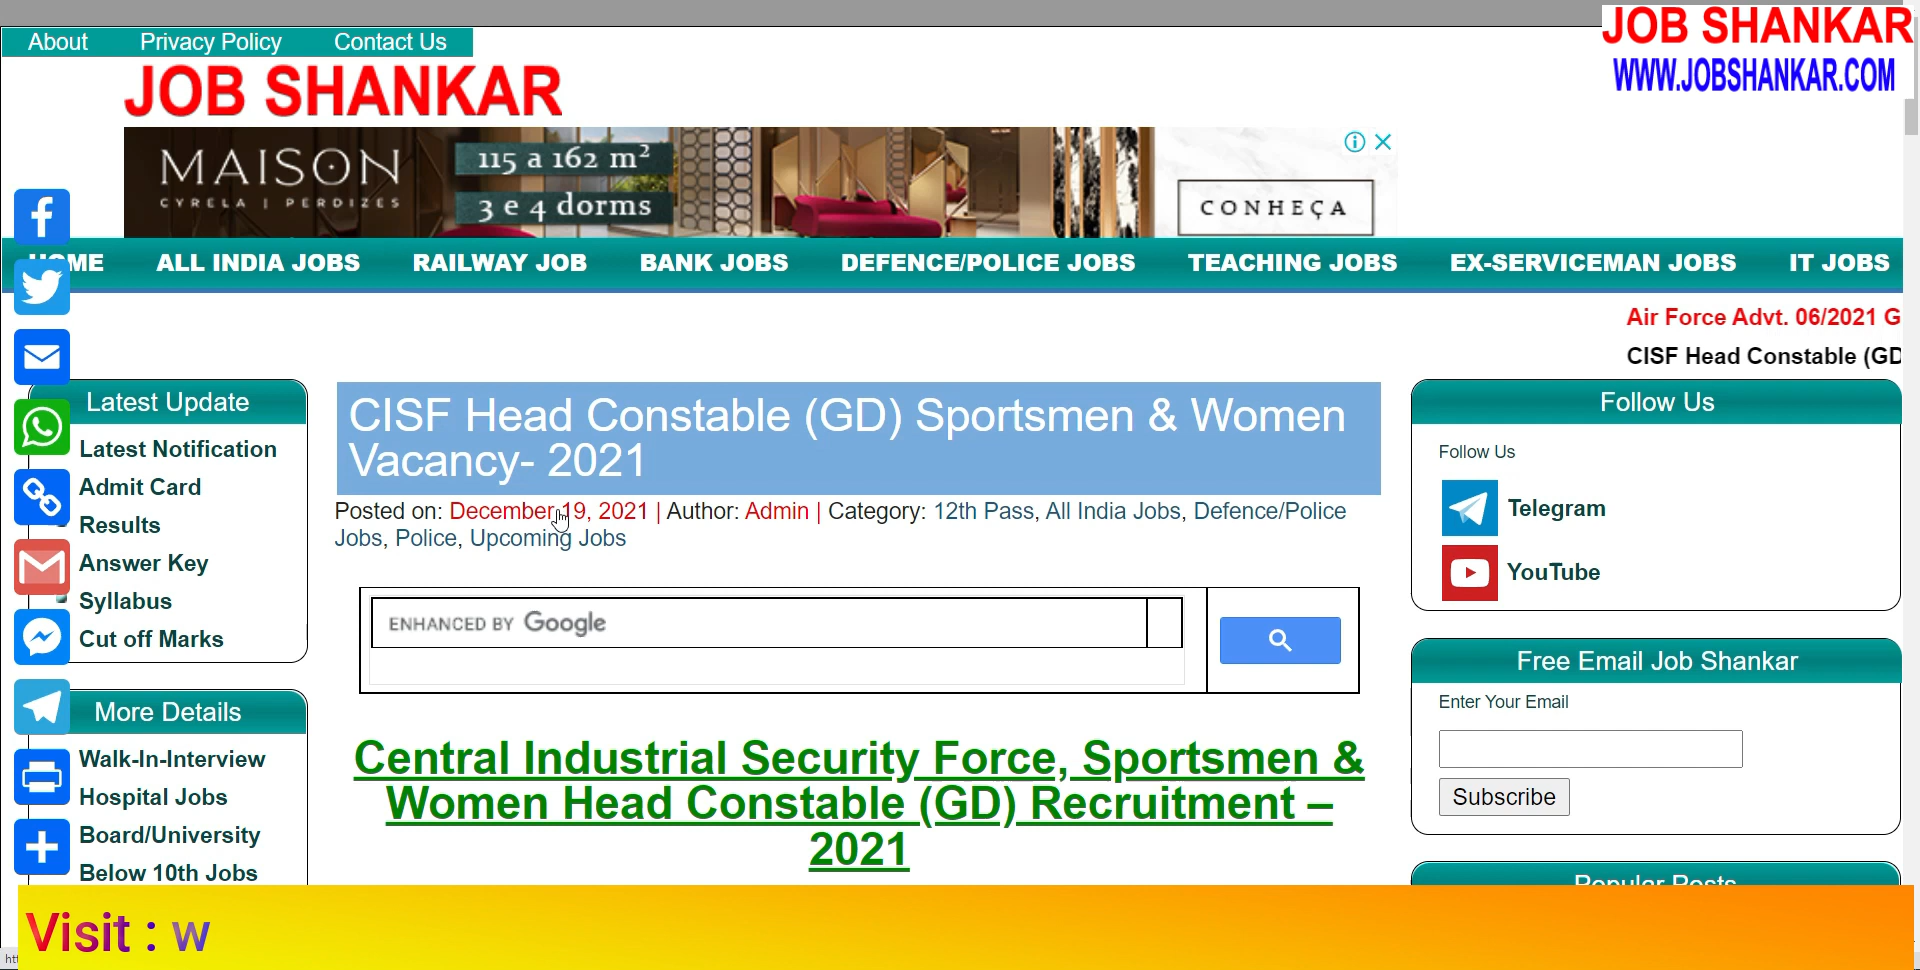 About Privacy Policy Contact Us
JOB SHANKAR
WWW.JOBSHANKAR.COM
JOB SHANKAR
MAISON
CYRELA | PERDIZES
115 a 162 m²
3 e 4 dorms
CONHEÇA
HOME ALL INDIA JOBS RAILWAY JOB BANK JOBS DEFENCE/POLICE JOBS TEACHING JOBS EX-SERVICEMAN JOBS IT JOBS
Air Force Advt. 06/2021 G
CISF Head Constable (GD
Latest Update
Latest Notification
Admit Card
Results
Answer Key
Syllabus
Cut off Marks
More Details
Walk-In-Interview
Hospital Jobs
Board/University
Below 10th Jobs
CISF Head Constable (GD) Sportsmen & Women
Vacancy- 2021
Posted on: December 19, 2021 | Author: Admin | Category: 12th Pass, All India Jobs, Defence/Police
Jobs, Police, Upcoming Jobs
ENHANCED BY Google
Central Industrial Security Force, Sportsmen &
Women Head Constable (GD) Recruitment –
2021
Follow Us
Follow Us
Telegram
YouTube
Free Email Job Shankar
Enter Your Email
Subscribe
Popular Posts
Visit : w